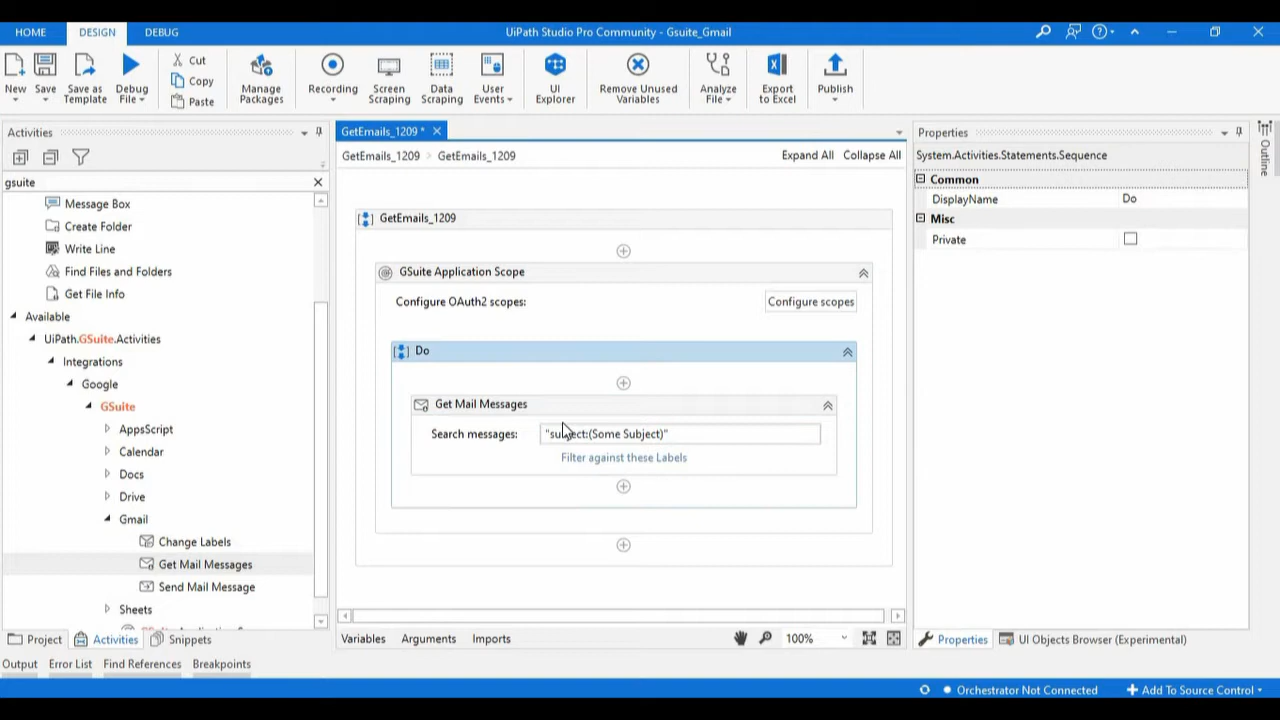 HOME
DESIGN
DEBUG
UiPath Studio Pro Community - Gsuite_Gmail
New
Save
Save as Template
Debug File
Cut
Copy
Paste
Manage Packages
Recording
Screen Scraping
Data Scraping
User Events
UI Explorer
Remove Unused Variables
Analyze File
Export to Excel
Publish
Activities
gsuite
Message Box
Create Folder
Write Line
Find Files and Folders
Get File Info
Available
UiPath.GSuite.Activities
Integrations
Google
GSuite
AppsScript
Calendar
Docs
Drive
Gmail
Change Labels
Get Mail Messages
Send Mail Message
Sheets
Project
Activities
Snippets
GetEmails_1209 *
GetEmails_1209 > GetEmails_1209
Expand All
Collapse All
GetEmails_1209
GSuite Application Scope
Configure OAuth2 scopes:
Configure scopes
Do
Get Mail Messages
Search messages:
"subject:(Some Subject)"
Filter against these Labels
Variables
Arguments
Imports
100%
Properties
System.Activities.Statements.Sequence
Common
DisplayName
Do
Misc
Private
Outline
Properties
UI Objects Browser (Experimental)
Output
Error List
Find References
Breakpoints
Orchestrator Not Connected
Add To Source Control